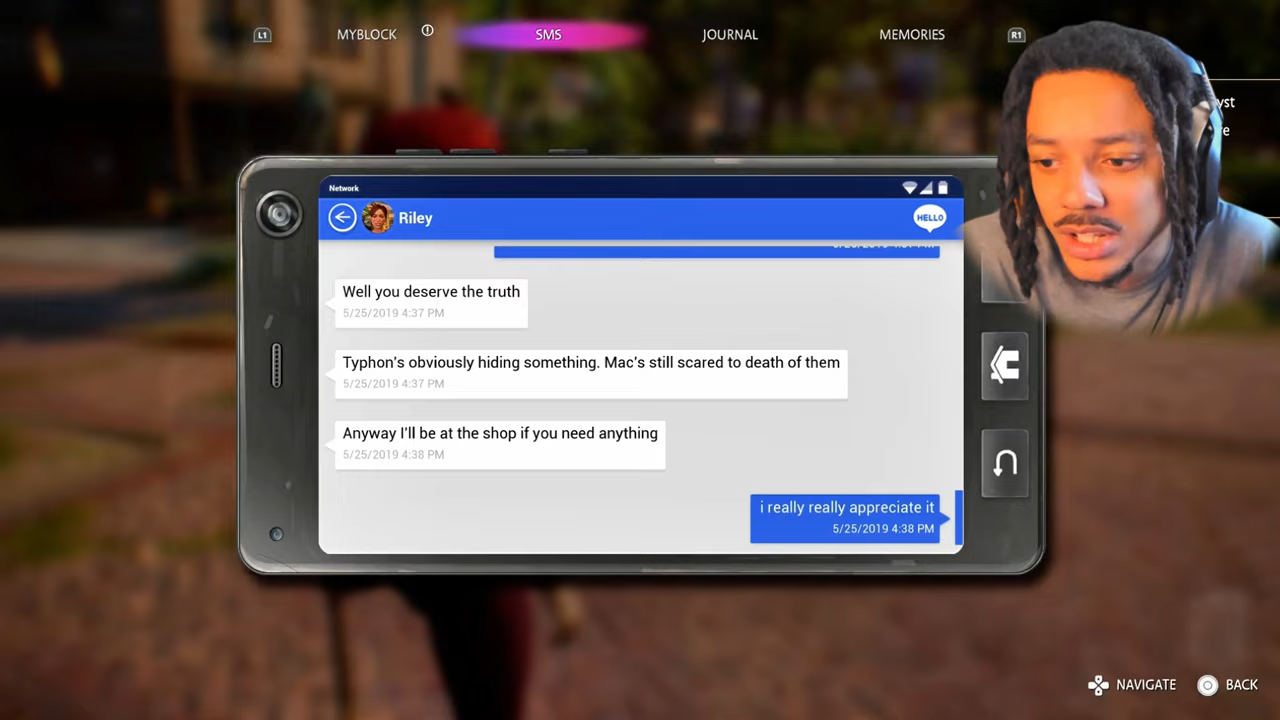 L1
MYBLOCK
SMS
JOURNAL
MEMORIES
R1
Network
Riley
HELLO
Well you deserve the truth
5/25/2019 4:37 PM
Typhon's obviously hiding something. Mac's still scared to death of them
5/25/2019 4:37 PM
Anyway I'll be at the shop if you need anything
5/25/2019 4:38 PM
i really really appreciate it
5/25/2019 4:38 PM
NAVIGATE
BACK